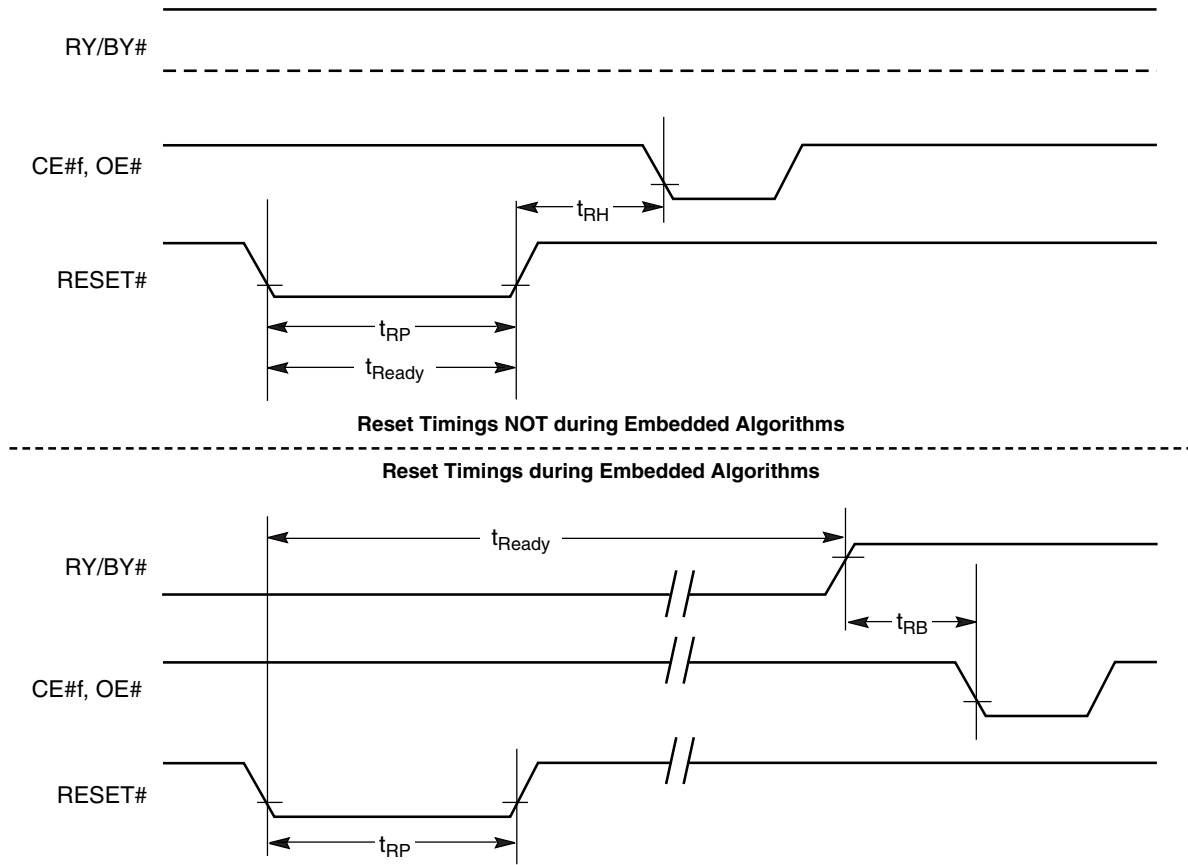 RY/BY#
CE#f, OE#
tRH
RESET#
tRP
tReady
Reset Timings NOT during Embedded Algorithms
Reset Timings during Embedded Algorithms
tReady
RY/BY#
tRB
CE#f, OE#
RESET#
tRP